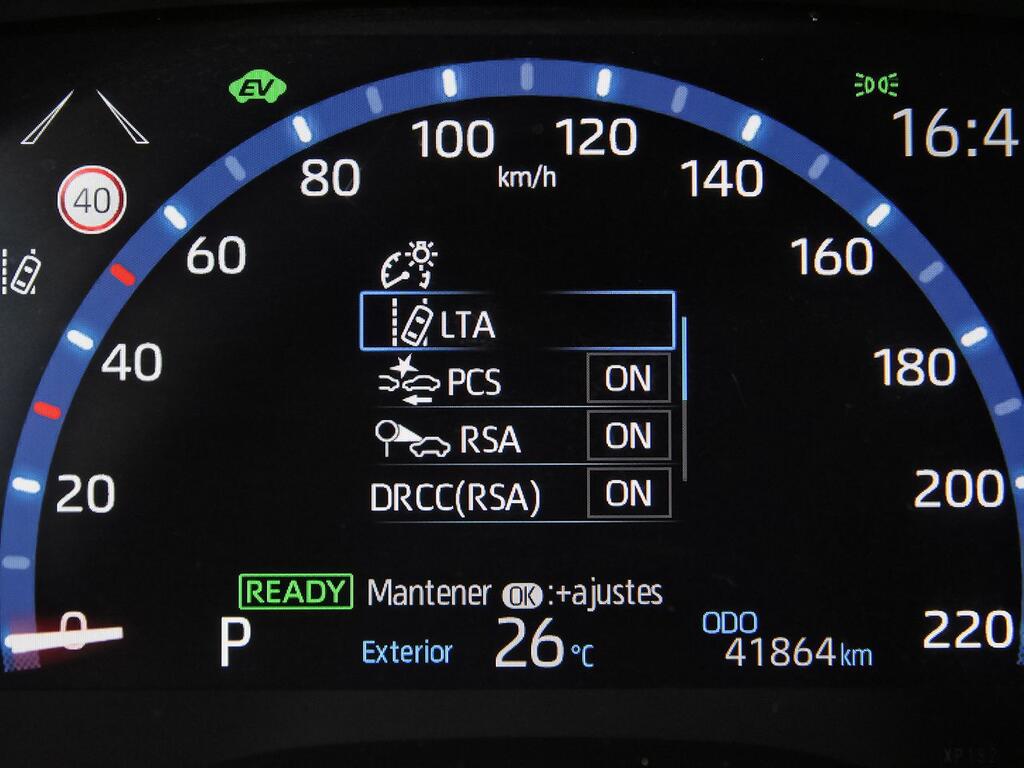 EV
16:4
100
120
80
km/h
140
40
60
160
LTA
40
180
PCS ON
RSA ON
20
DRCC(RSA) ON
200
READY Mantener OK :+ajustes
0
P
Exterior 26 °C
ODO
41864 km
220